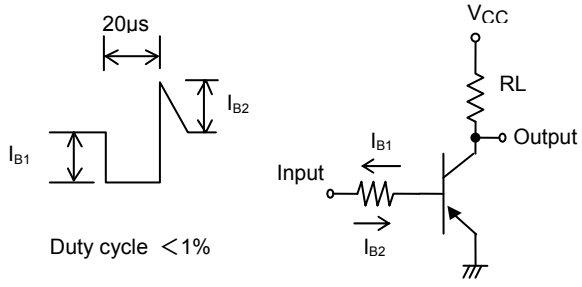 20μs
I_B1
I_B2
Duty cycle <1%
V_CC
RL
Output
I_B1
Input
I_B2